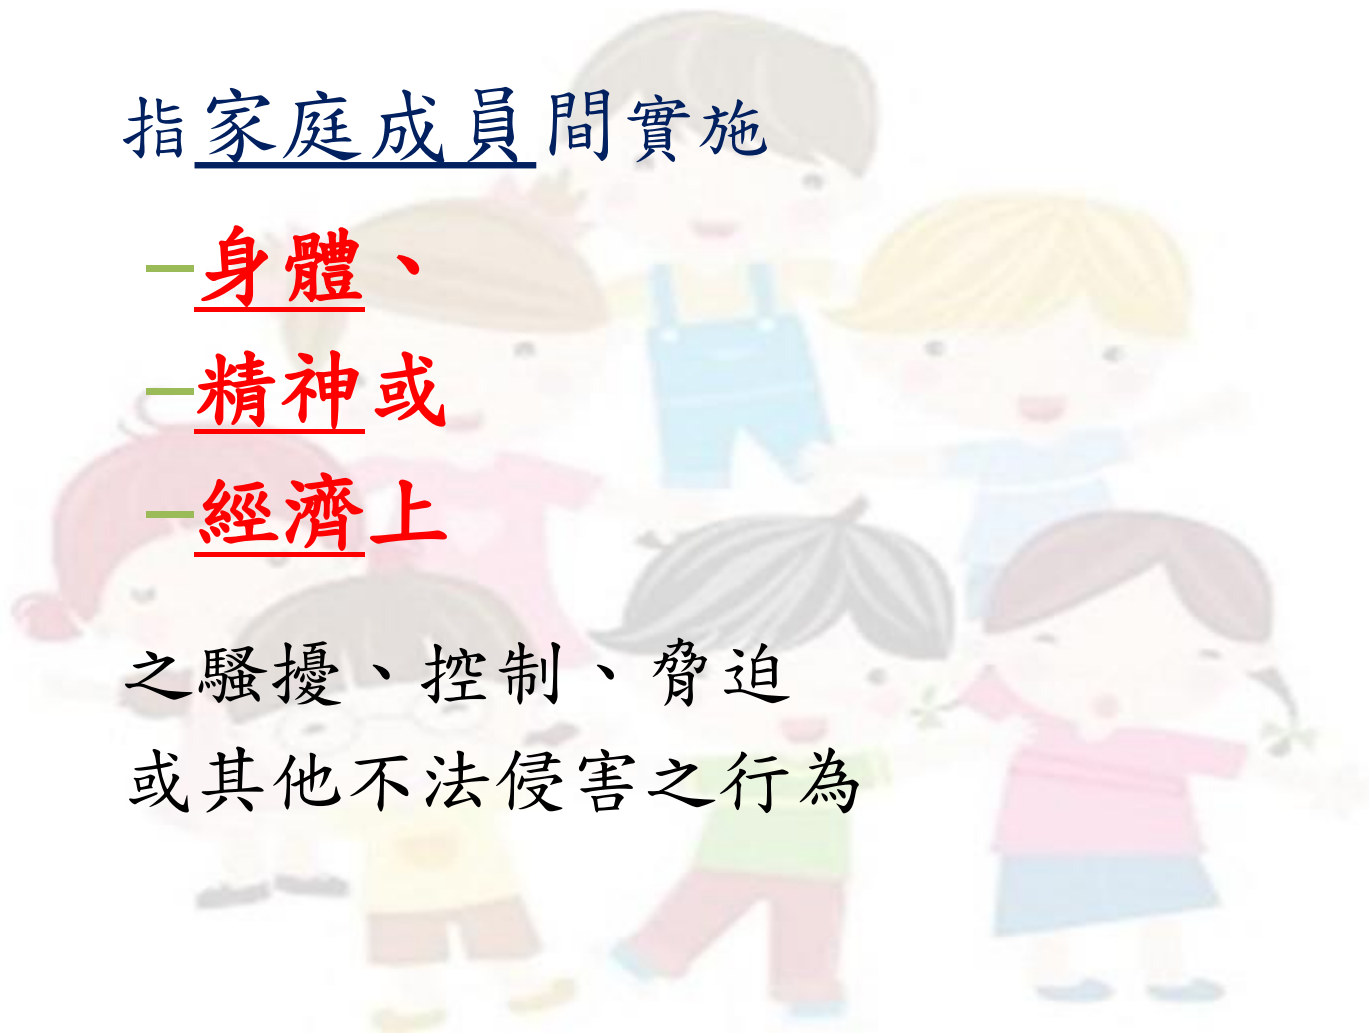 指家庭成員間實施
–身體、
–精神或
–經濟上
之騷擾、控制、脅迫
或其他不法侵害之行為